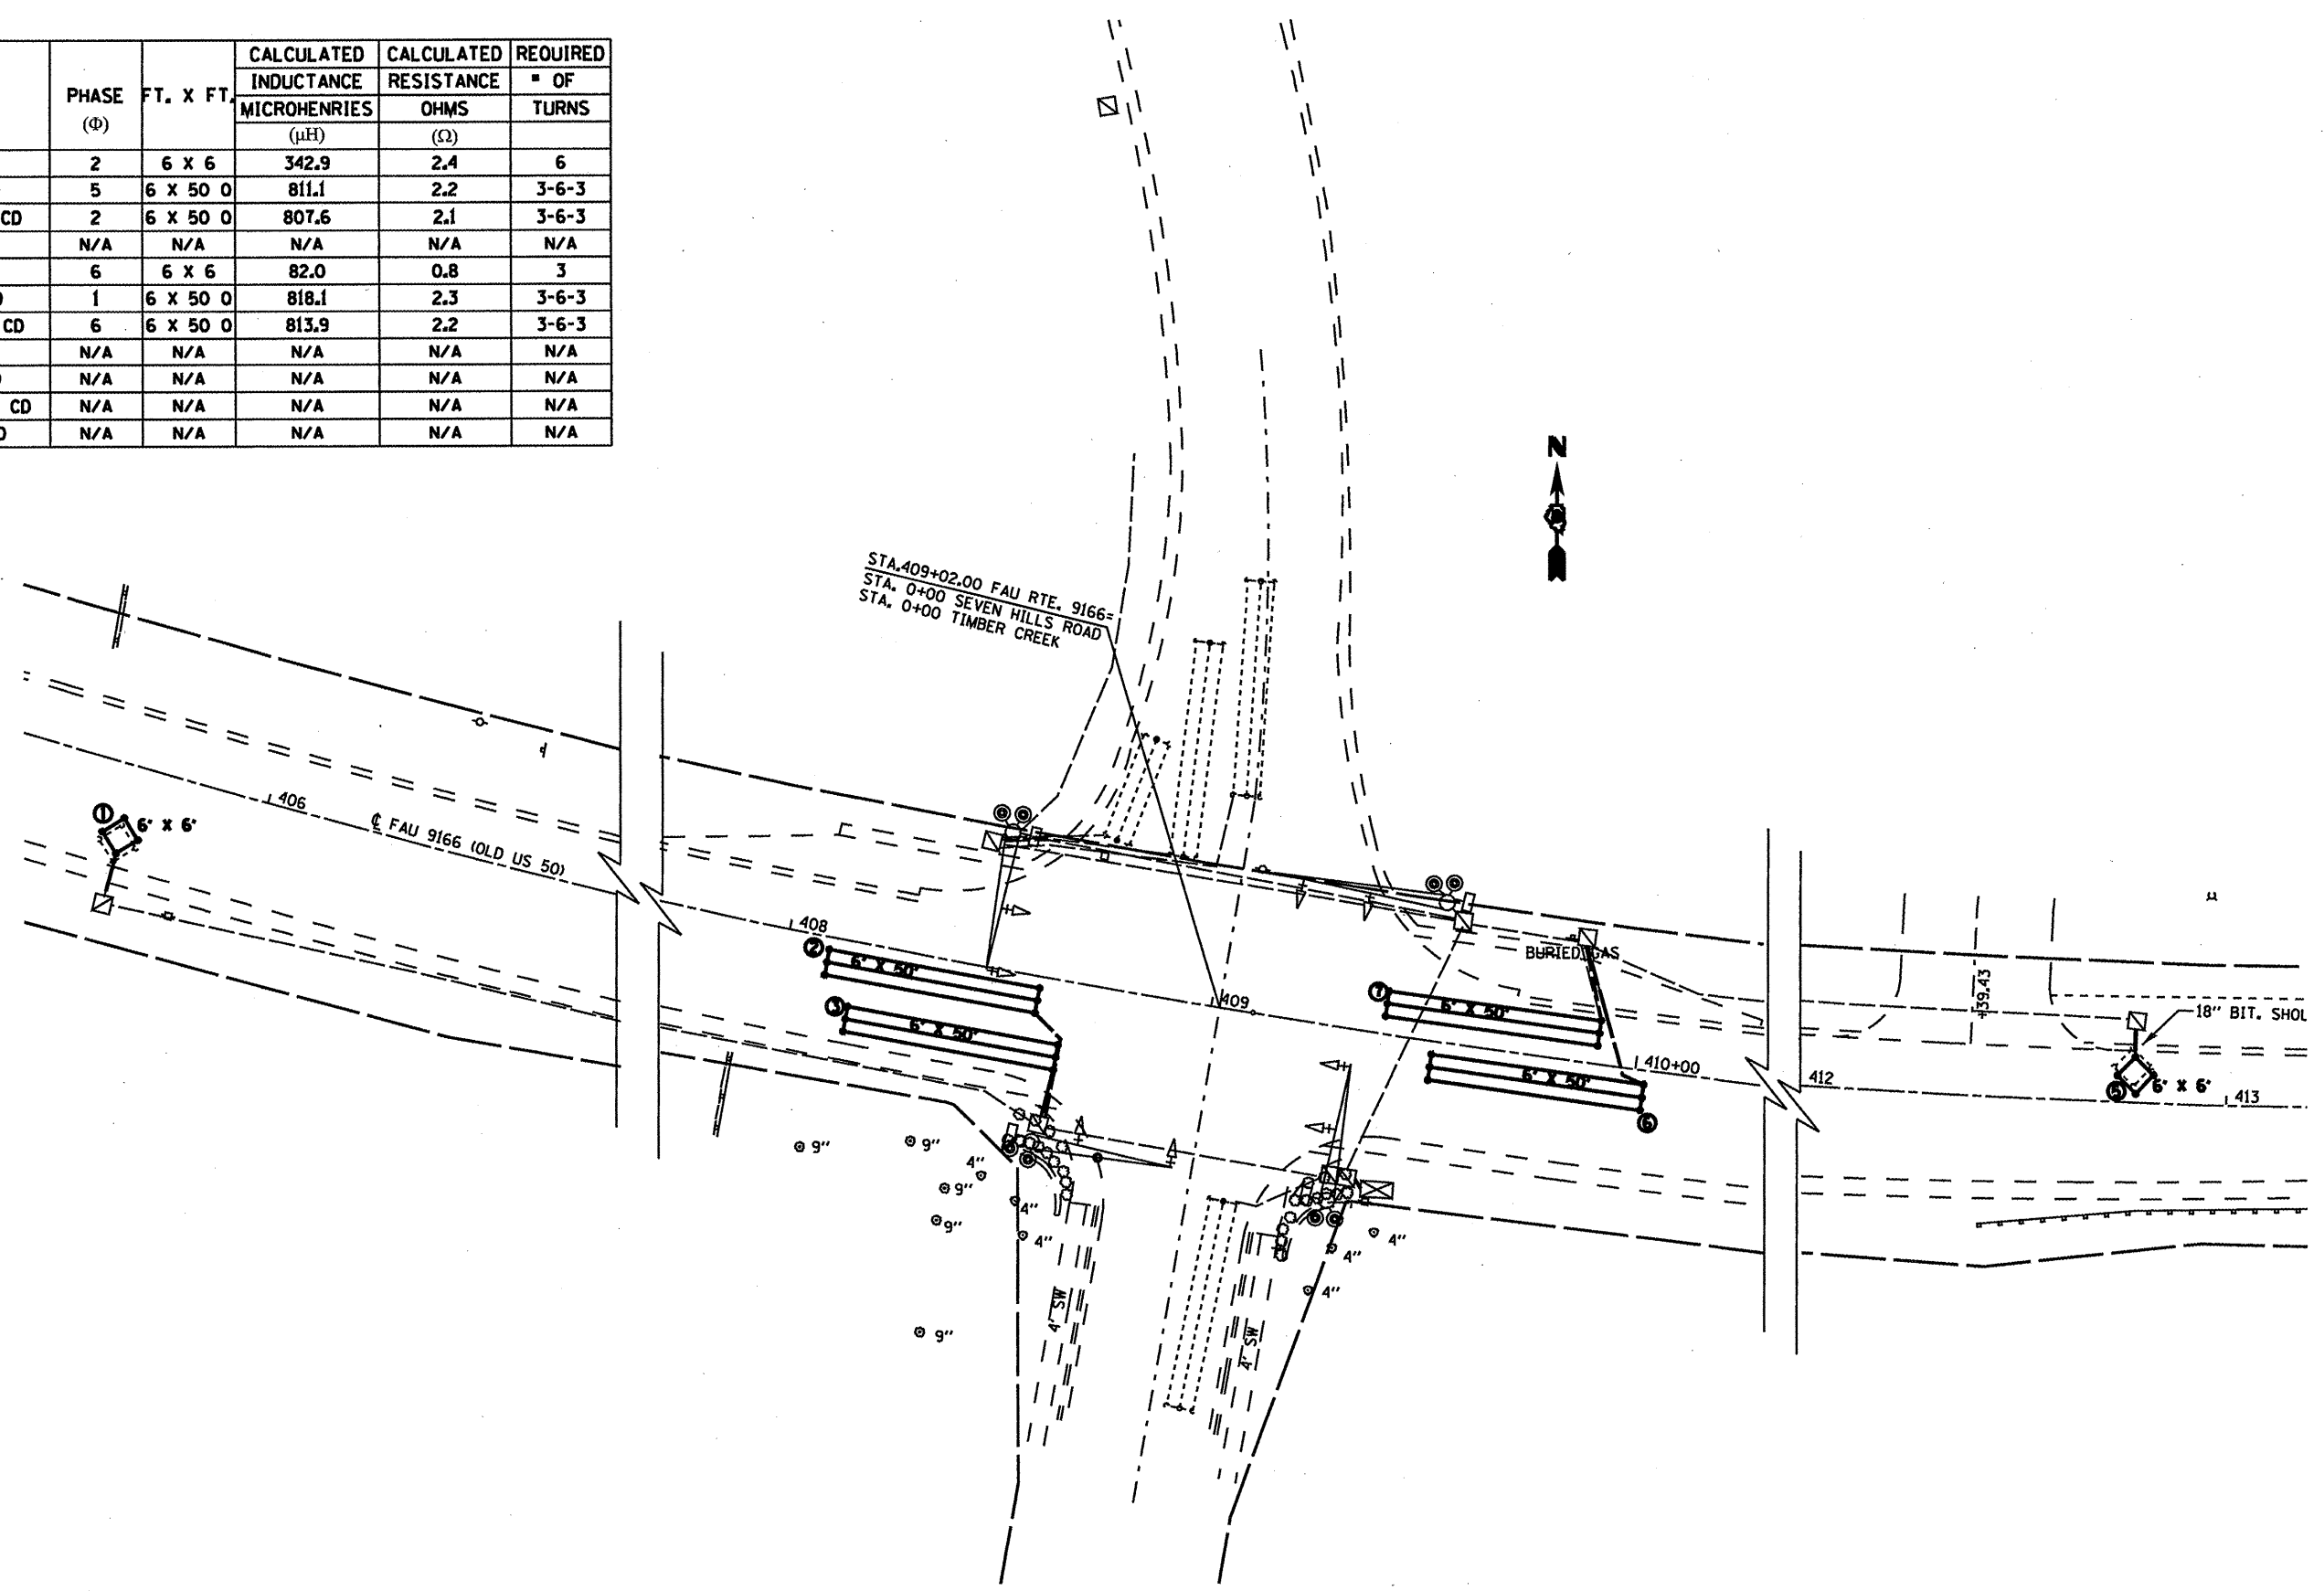 CALCULATED CALCULATED REQUIRED
INDUCTANCE RESISTANCE OF
PHASE FT. X FT. MICROHENRIES OHMS TURNS
(Φ) (μH) (Ω)
2 6 X 6 342.9 2.4 6
5 6 X 50 Q 811.1 2.2 3-6-3
CD 2 6 X 50 Q 807.6 2.1 3-6-3
N/A N/A N/A N/A N/A
6 6 X 6 82.0 0.8 3
1 6 X 50 Q 818.1 2.3 3-6-3
CD 6 6 X 50 Q 813.9 2.2 3-6-3
N/A N/A N/A N/A N/A
N/A N/A N/A N/A N/A
CD N/A N/A N/A N/A N/A
N/A N/A N/A N/A N/A
N
STA.409+02.00 FAU RTE. 9166=
STA. 0+00 SEVEN HILLS ROAD
STA. 0+00 TIMBER CREEK
406
1 6' X 6'
℄ FAU 9166 (OLD US 50)
408
2 6' X 50'
3 6' X 50'
409
BURIED GAS
7 6' X 50'
6' X 50'
6
410+00
+39.43
18" BIT. SHOL
412
5 6' X 6'
413
9"
9"
4"
9"
4"
9"
4"
4"
4"
4"
9"
4' SW
4' SW